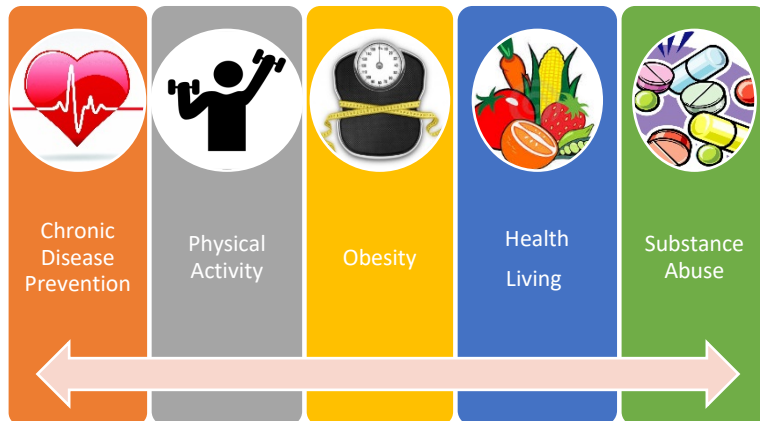 Chronic
Disease
Prevention
Physical
Activity
Obesity
Health
Living
Substance
Abuse